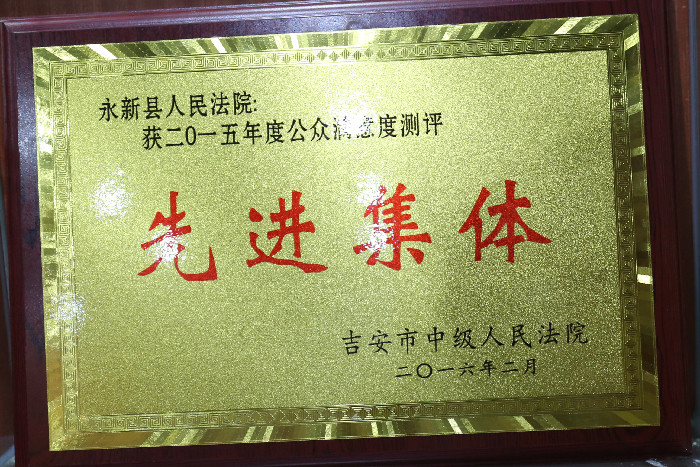 永新县人民法院:
获二0一五年度公众满意度测评
先进集体
吉安市中级人民法院
二〇一六年二月